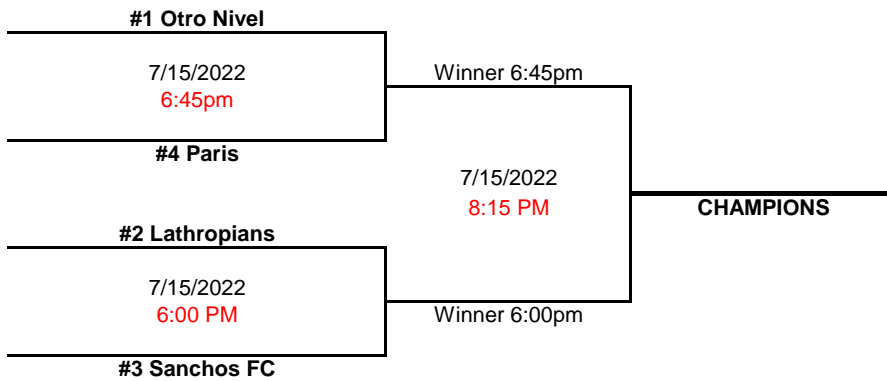 #1 Otro Nivel
7/15/2022
6:45pm
#4 Paris
Winner 6:45pm
7/15/2022
8:15 PM
CHAMPIONS
#2 Lathropians
7/15/2022
6:00 PM
#3 Sanchos FC
Winner 6:00pm